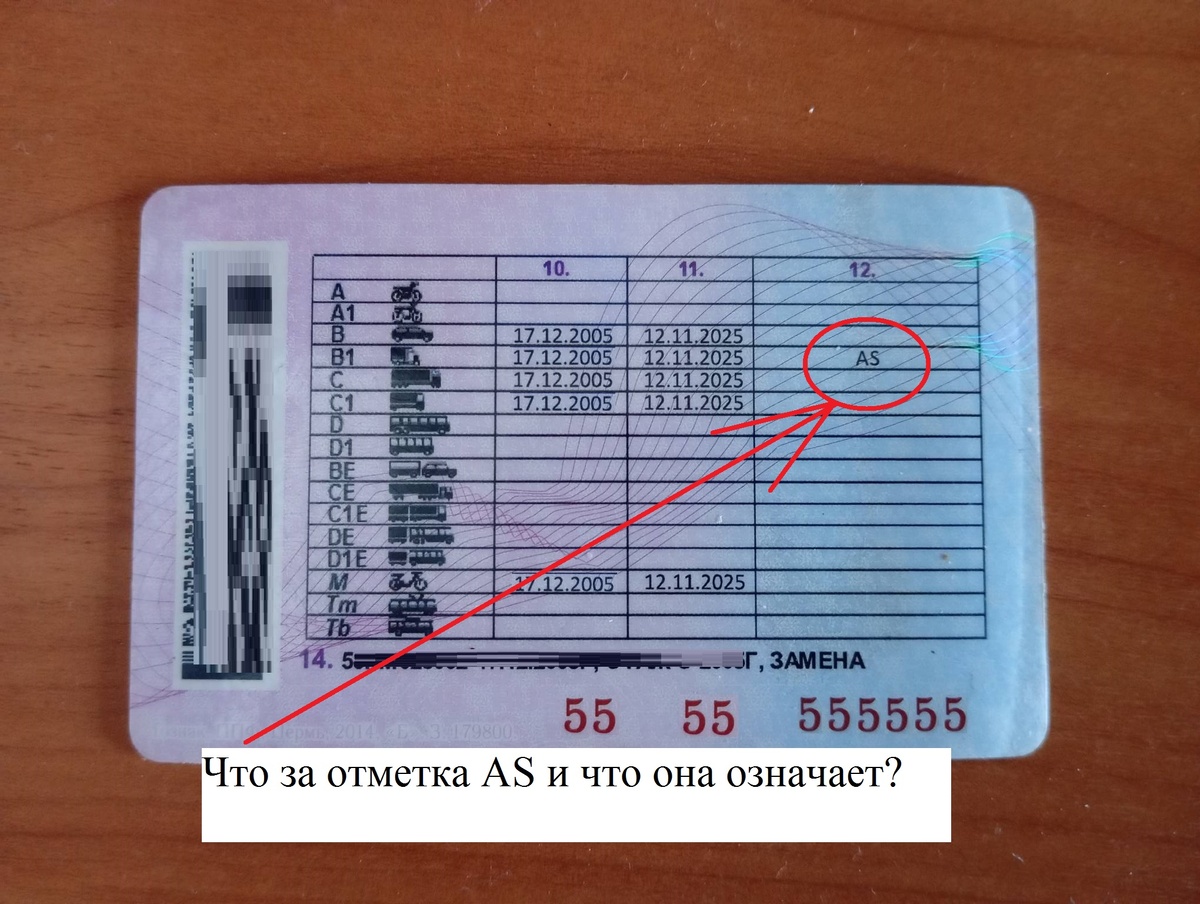 10. 11. 12.
A
A1
B 17.12.2005 12.11.2025
B1 17.12.2005 12.11.2025 AS
C 17.12.2005 12.11.2025
C1 17.12.2005 12.11.2025
D
D1
BE
CE
C1E
DE
D1E
M 17.12.2005 12.11.2025
Tm
Tb
14. ЗАМЕНА
55 55 555555
Пермь, 2014, «Б»
Что за отметка AS и что она означает?